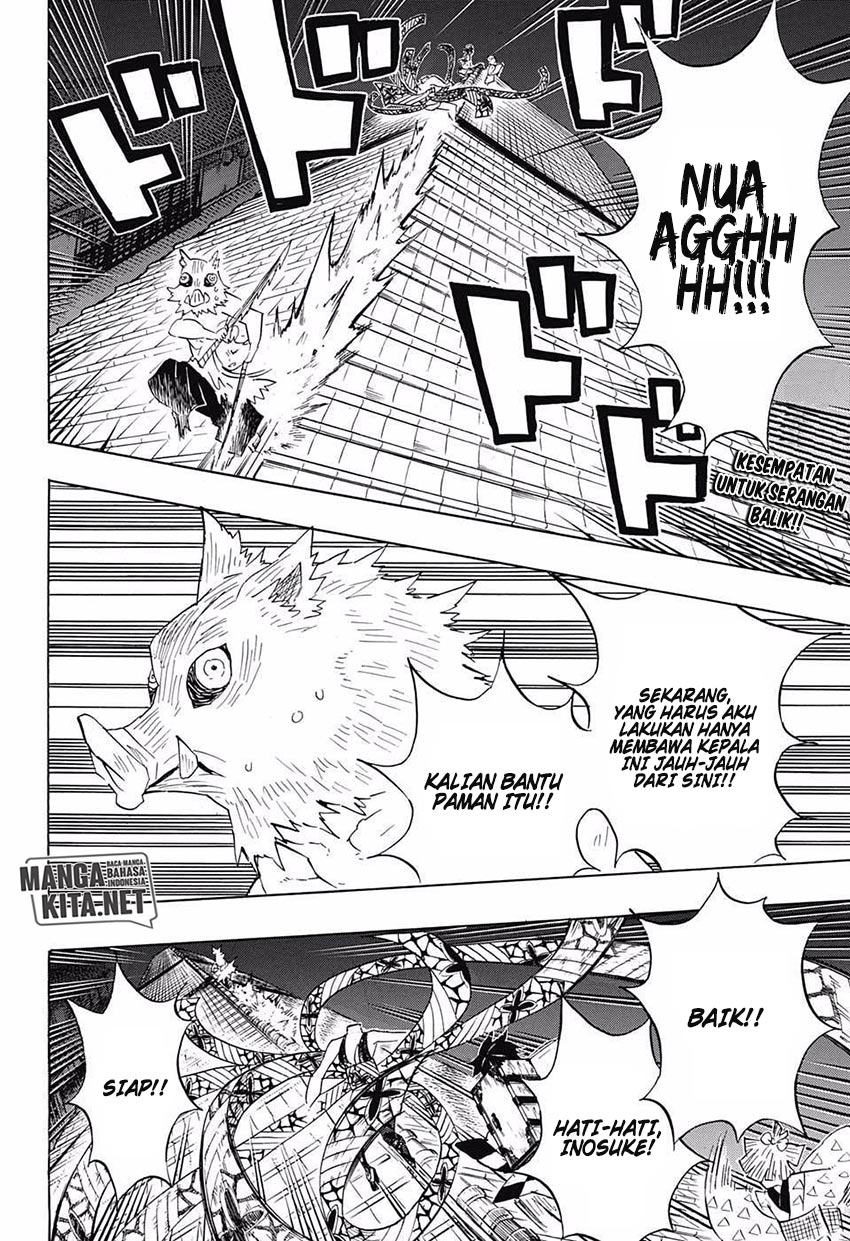 NUA
AGGHH
HH!!!
ドドド
ドドド
KESEMPATAN
UNTUK SERANGAN
BALIK!!
SEKARANG,
YANG HARUS AKU
LAKUKAN HANYA
MEMBAWA KEPALA
INI JAUH-JAUH
DARI SINI!!
KALIAN BANTU
PAMAN ITU!!
MANGA
KITA.NET
BACA MANGA
BAHASA
INDONESIA
BAIK!!
HATI-HATI,
INOSUKE!
SIAP!!